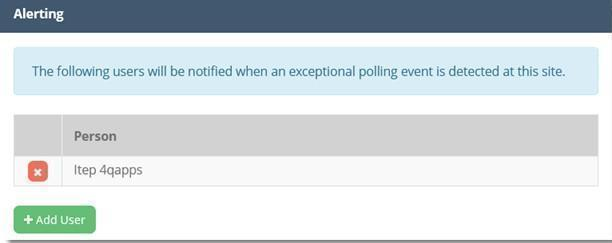 Alerting
The following users will be notified when an exceptional polling event is detected at this site.
Person
Itep 4qapps
+ Add User